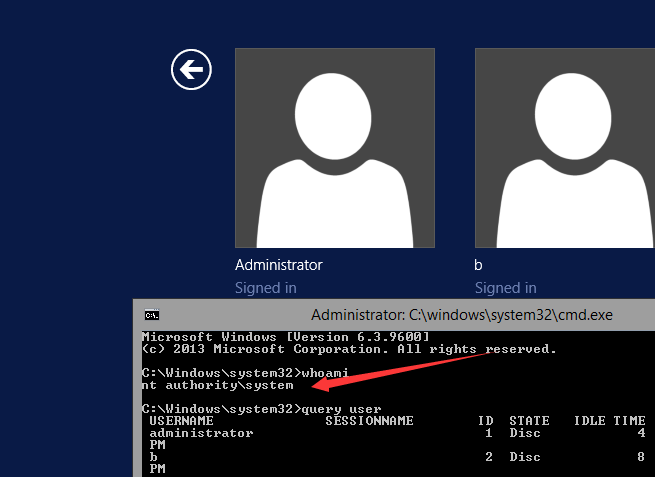 Administrator
b
Signed in
Signed in
Administrator: C:\windows\system32\cmd.exe
Microsoft Windows [Version 6.3.9600]
(c) 2013 Microsoft Corporation. All rights reserved.
C:\Windows\system32>whoami
nt authority\system
C:\Windows\system32>query user
USERNAME SESSIONNAME ID STATE IDLE TIME
administrator 1 Disc 4
PM
b 2 Disc 8
PM